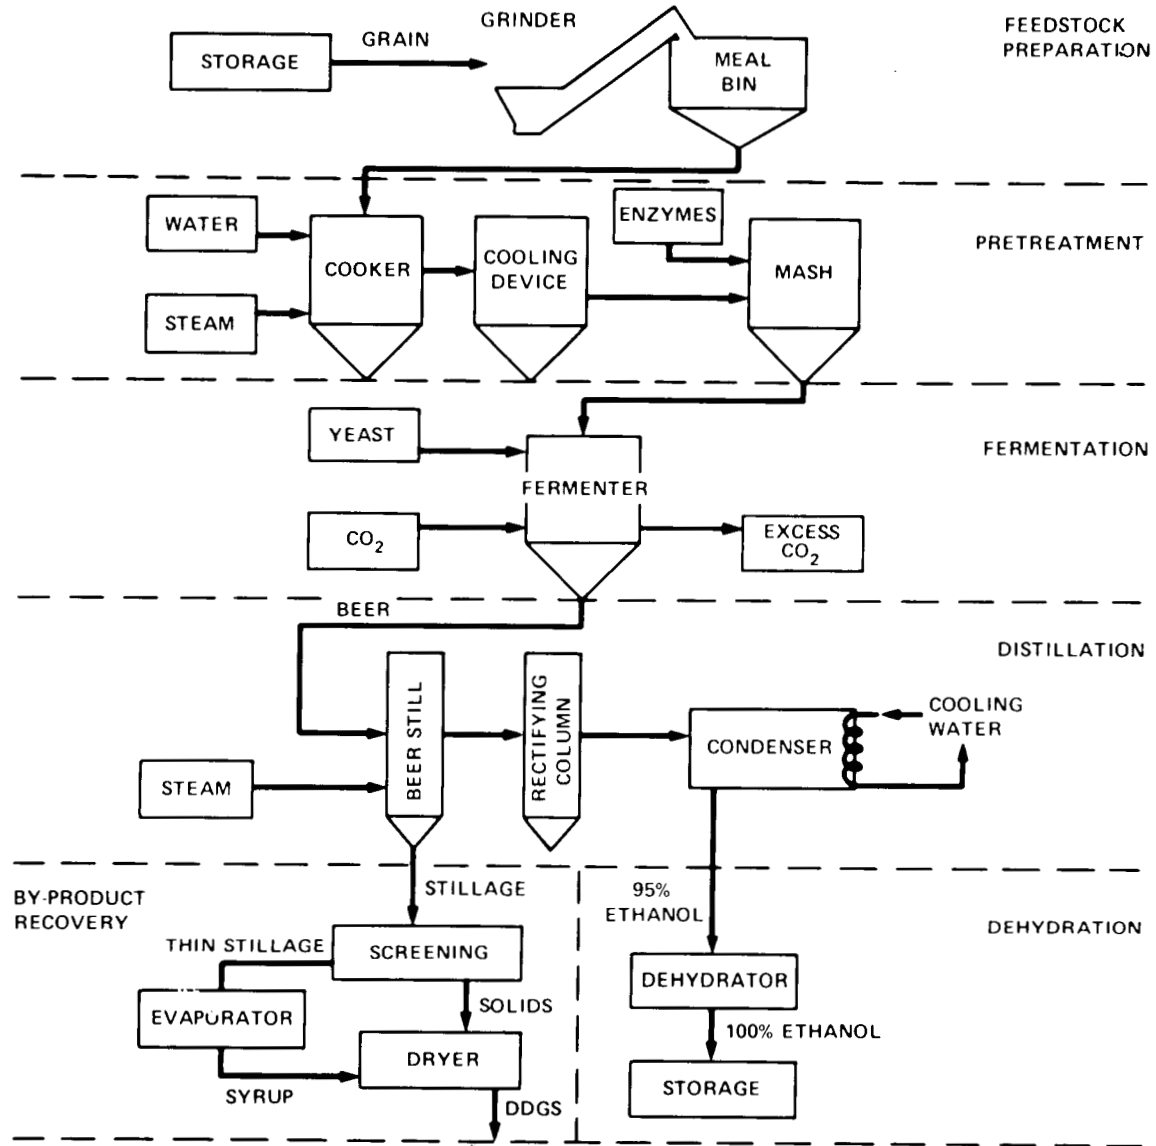 GRINDER
FEEDSTOCK
PREPARATION
GRAIN
STORAGE
MEAL
BIN
WATER
ENZYMES
PRETREATMENT
COOKER
COOLING
DEVICE
MASH
STEAM
YEAST
FERMENTATION
FERMENTER
CO2
EXCESS
CO2
BEER
DISTILLATION
BEER STILL
RECTIFYING
COLUMN
CONDENSER
COOLING
WATER
STEAM
BY-PRODUCT
RECOVERY
STILLAGE
95%
ETHANOL
DEHYDRATION
THIN STILLAGE
SCREENING
DEHYDRATOR
SOLIDS
EVAPORATOR
100% ETHANOL
DRYER
STORAGE
SYRUP
DDGS